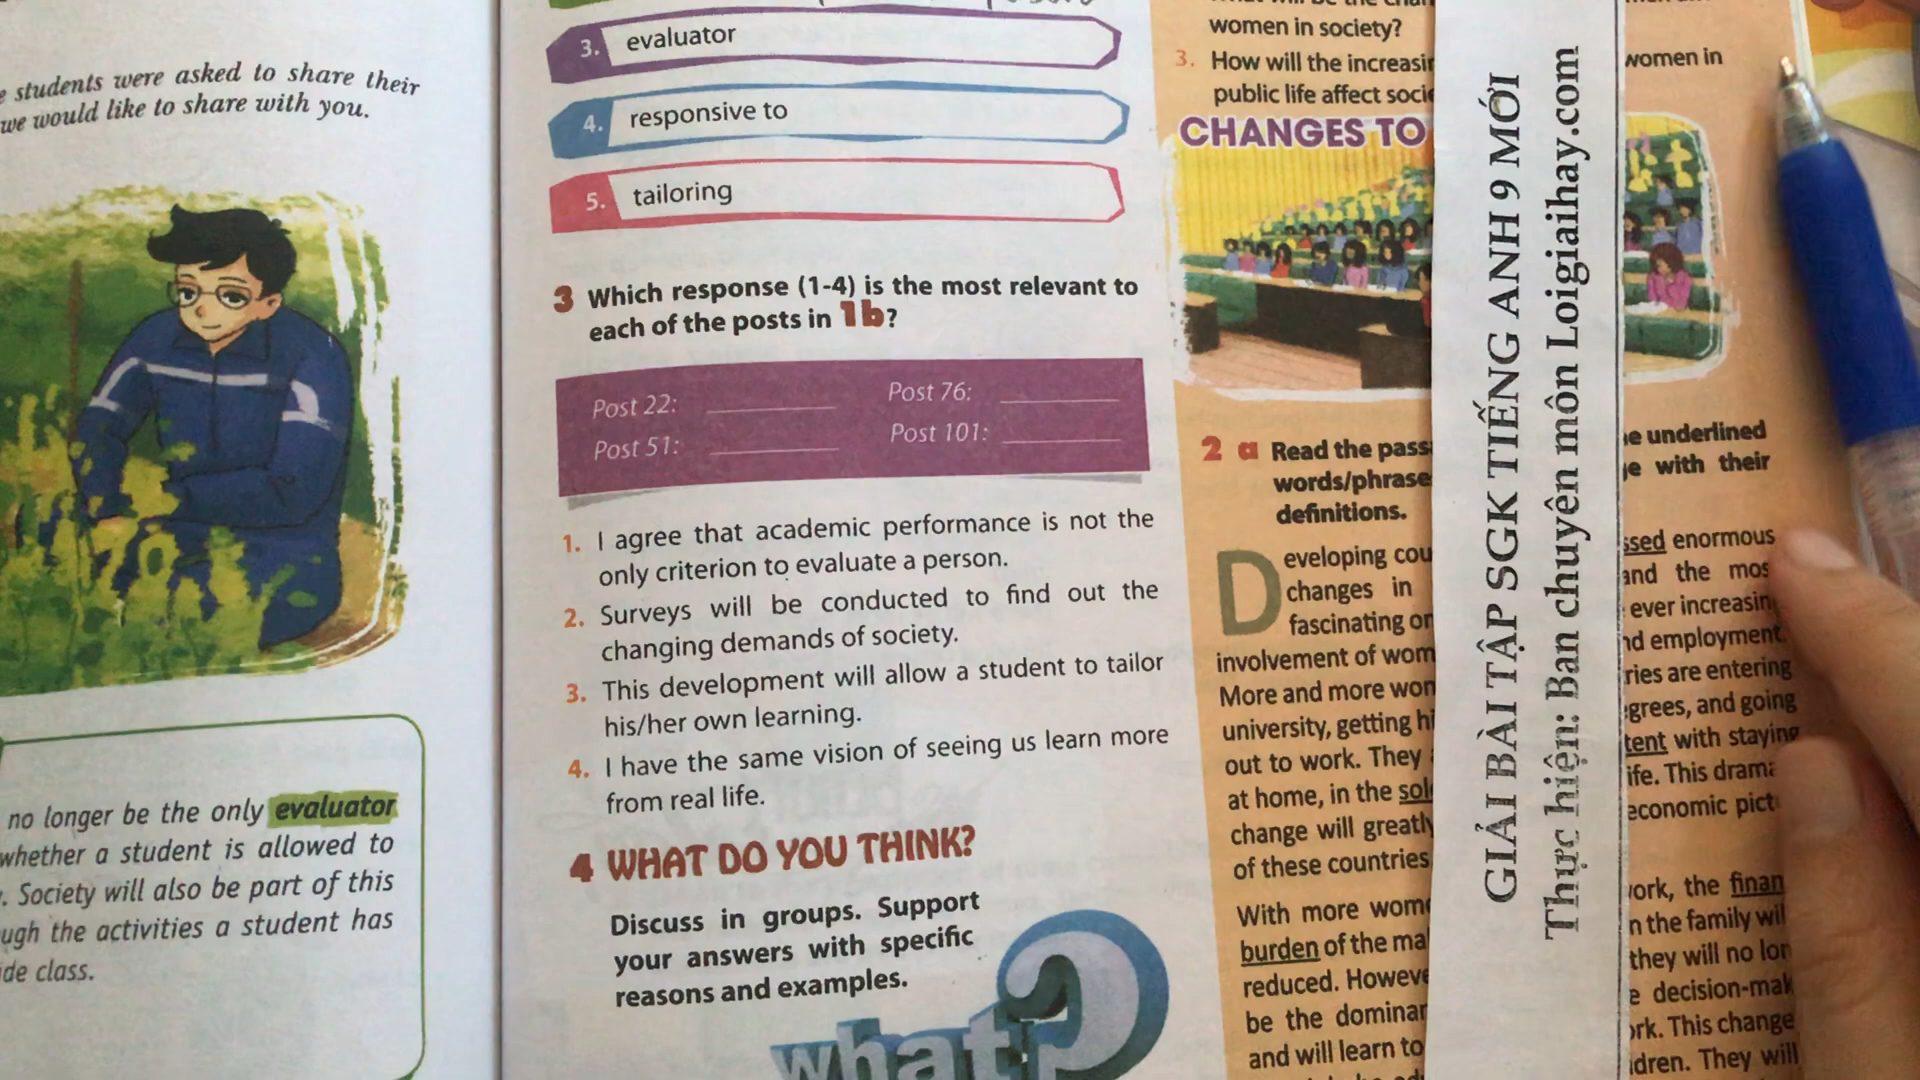 students were asked to share their
we would like to share with you.
no longer be the only evaluator
whether a student is allowed to
. Society will also be part of this
ugh the activities a student has
ide class.
3. evaluator
4. responsive to
5. tailoring
3 Which response (1-4) is the most relevant to
each of the posts in 1b?
Post 22:
Post 76:
Post 51:
Post 101:
1. I agree that academic performance is not the
only criterion to evaluate a person.
2. Surveys will be conducted to find out the
changing demands of society.
3. This development will allow a student to tailor
his/her own learning.
4. I have the same vision of seeing us learn more
from real life.
4 WHAT DO YOU THINK?
Discuss in groups. Support
your answers with specific
reasons and examples.
what?
women in society?
3. How will the increasin
women in
public life affect soci
CHANGES TO
2 a Read the pass
e underlined
words/phrase
e with their
definitions.
Developing cou
ssed enormous
changes in
and the mos
fascinating or
ever increasin
involvement of wom
nd employment.
More and more won
ries are entering
university, getting hi
grees, and going
out to work. They
tent with staying
at home, in the sol
ife. This drama
change will greatly
economic pict
of these countries
With more wom
ork, the finan
burden of the ma
n the family wil
reduced. Howeve
they will no lon
be the dominar
e decision-mak
and will learn to
ork. This change
dren. They will
GIẢI BÀI TẬP SGK TIẾNG ANH 9 MỚI
Thực hiện: Ban chuyên môn Loigiaihay.com